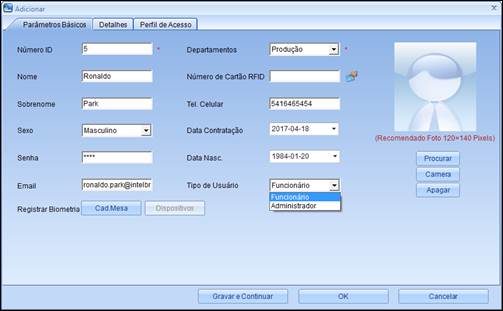 Adicionar
Parâmetros Básicos Detalhes Perfil de Acesso
Número ID 5 * Departamentos Produção *
Nome Ronaldo Número de Cartão RFID
Sobrenome Park Tel. Celular 5416465454
(Recomendado Foto 120*140 Pixels)
Sexo Masculino Data Contratação 2017-04-18
Senha **** Data Nasc. 1984-01-20 Procurar
Camera
Email ronaldo.park@intelbr Tipo de Usuário Funcionário Apagar
Funcionário
Administrador
Registrar Biometria Cad.Mesa Dispositivos
Gravar e Continuar OK Cancelar